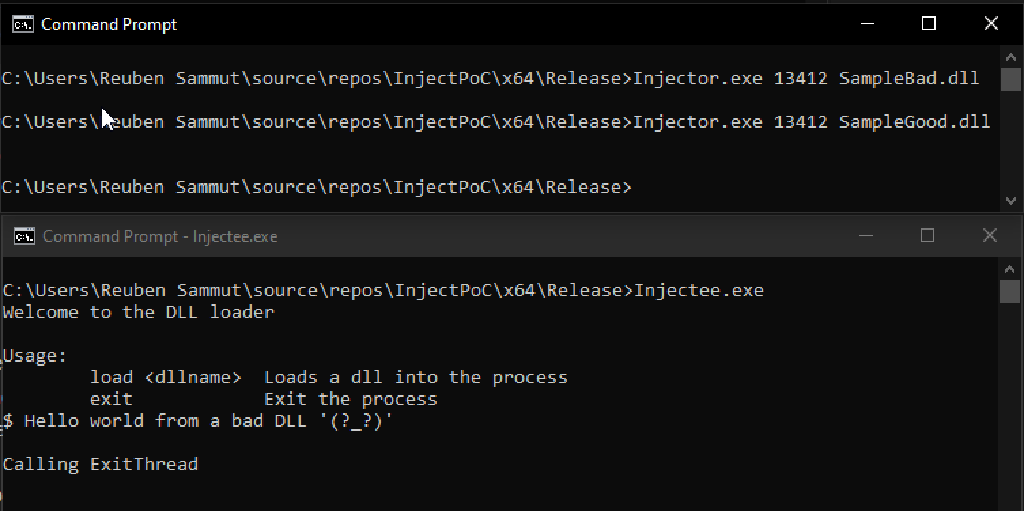 Command Prompt
C:\Users\Reuben Sammut\source\repos\InjectPoC\x64\Release>Injector.exe 13412 SampleBad.dll
C:\Users\Reuben Sammut\source\repos\InjectPoC\x64\Release>Injector.exe 13412 SampleGood.dll
C:\Users\Reuben Sammut\source\repos\InjectPoC\x64\Release>
Command Prompt - Injectee.exe
C:\Users\Reuben Sammut\source\repos\InjectPoC\x64\Release>Injectee.exe
Welcome to the DLL loader
Usage:
load <dllname>  Loads a dll into the process
exit            Exit the process
$ Hello world from a bad DLL '(?_?)'
Calling ExitThread